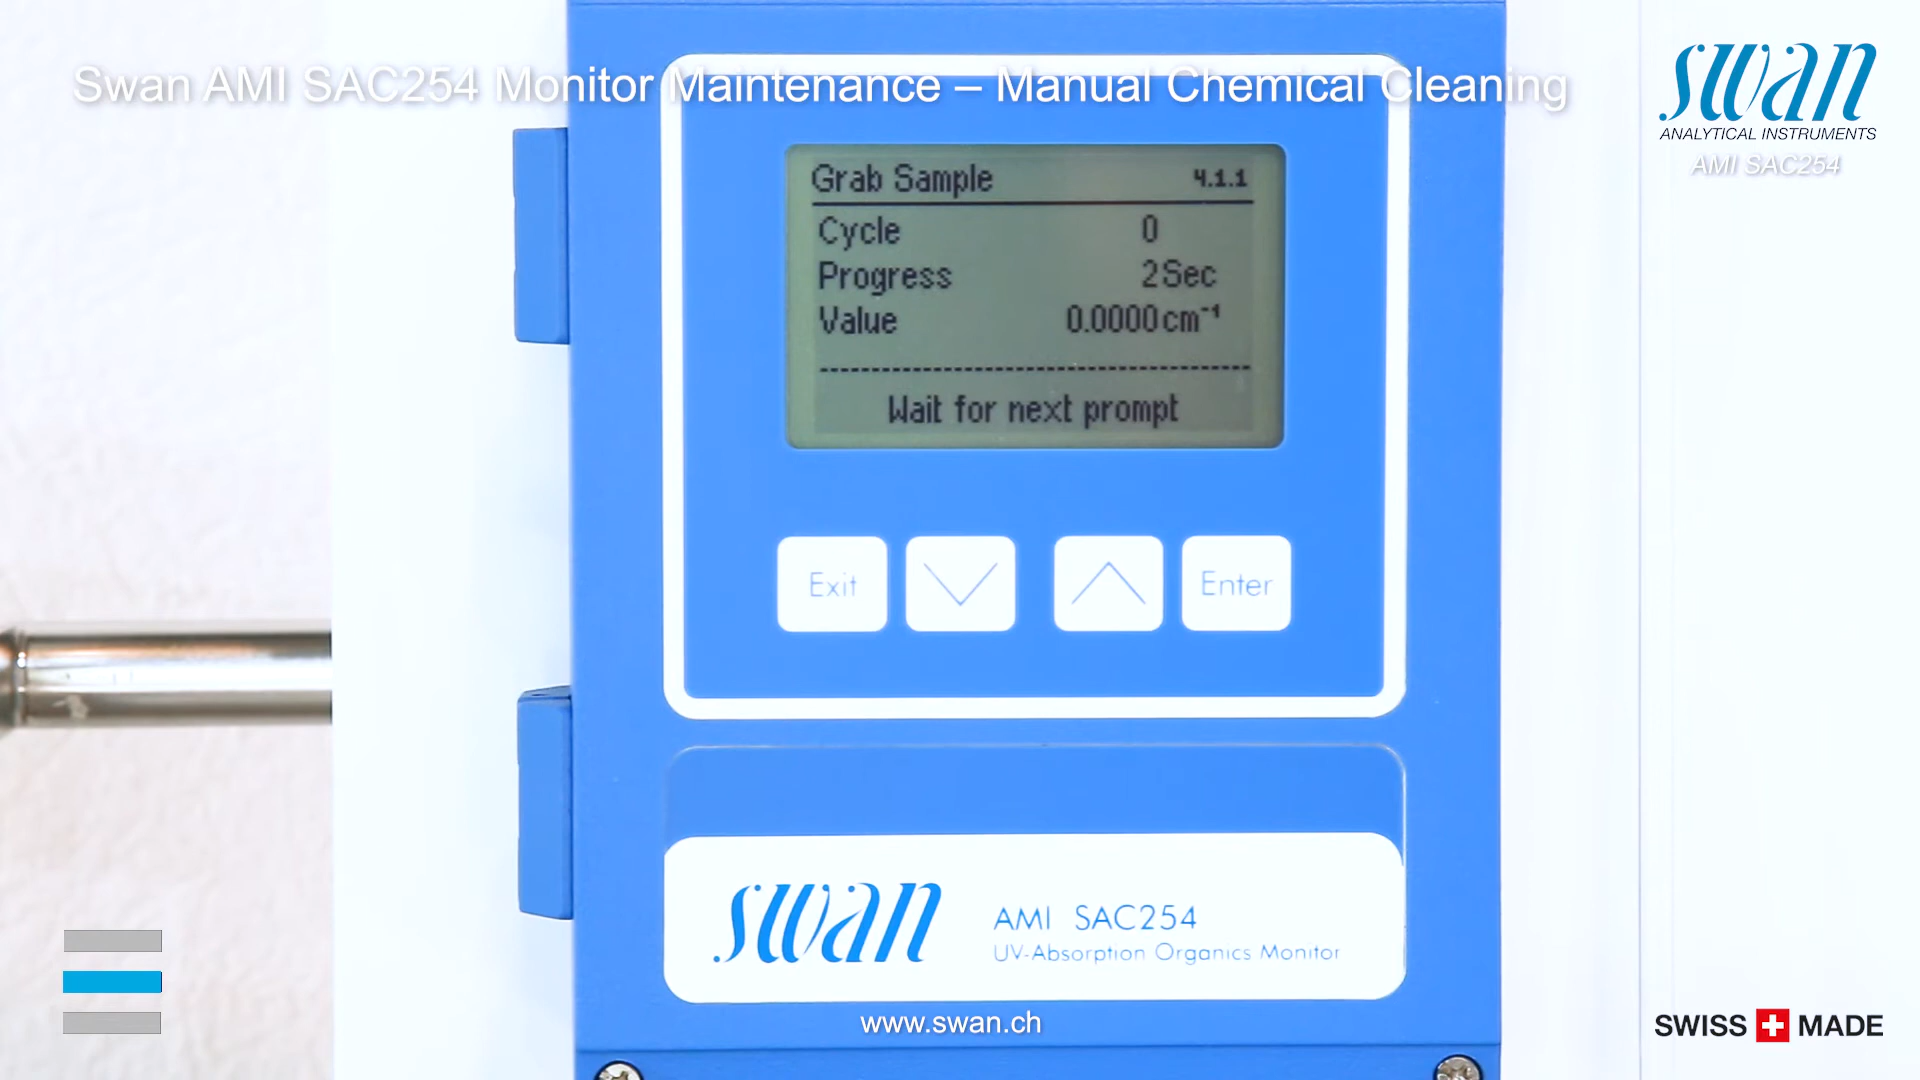 Swan AMI SAC254 Monitor Maintenance – Manual Chemical Cleaning
swan
ANALYTICAL INSTRUMENTS
AMI SAC254
Grab Sample 4.1.1
Cycle 0
Progress 2Sec
Value 0.0000cm⁻¹
Wait for next prompt
Exit Enter
swan
AMI SAC254
UV-Absorption Organics Monitor
www.swan.ch
SWISS MADE